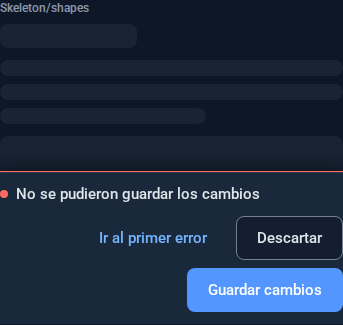 Skeleton/shapes
No se pudieron guardar los cambios
Ir al primer error
Descartar
Guardar cambios